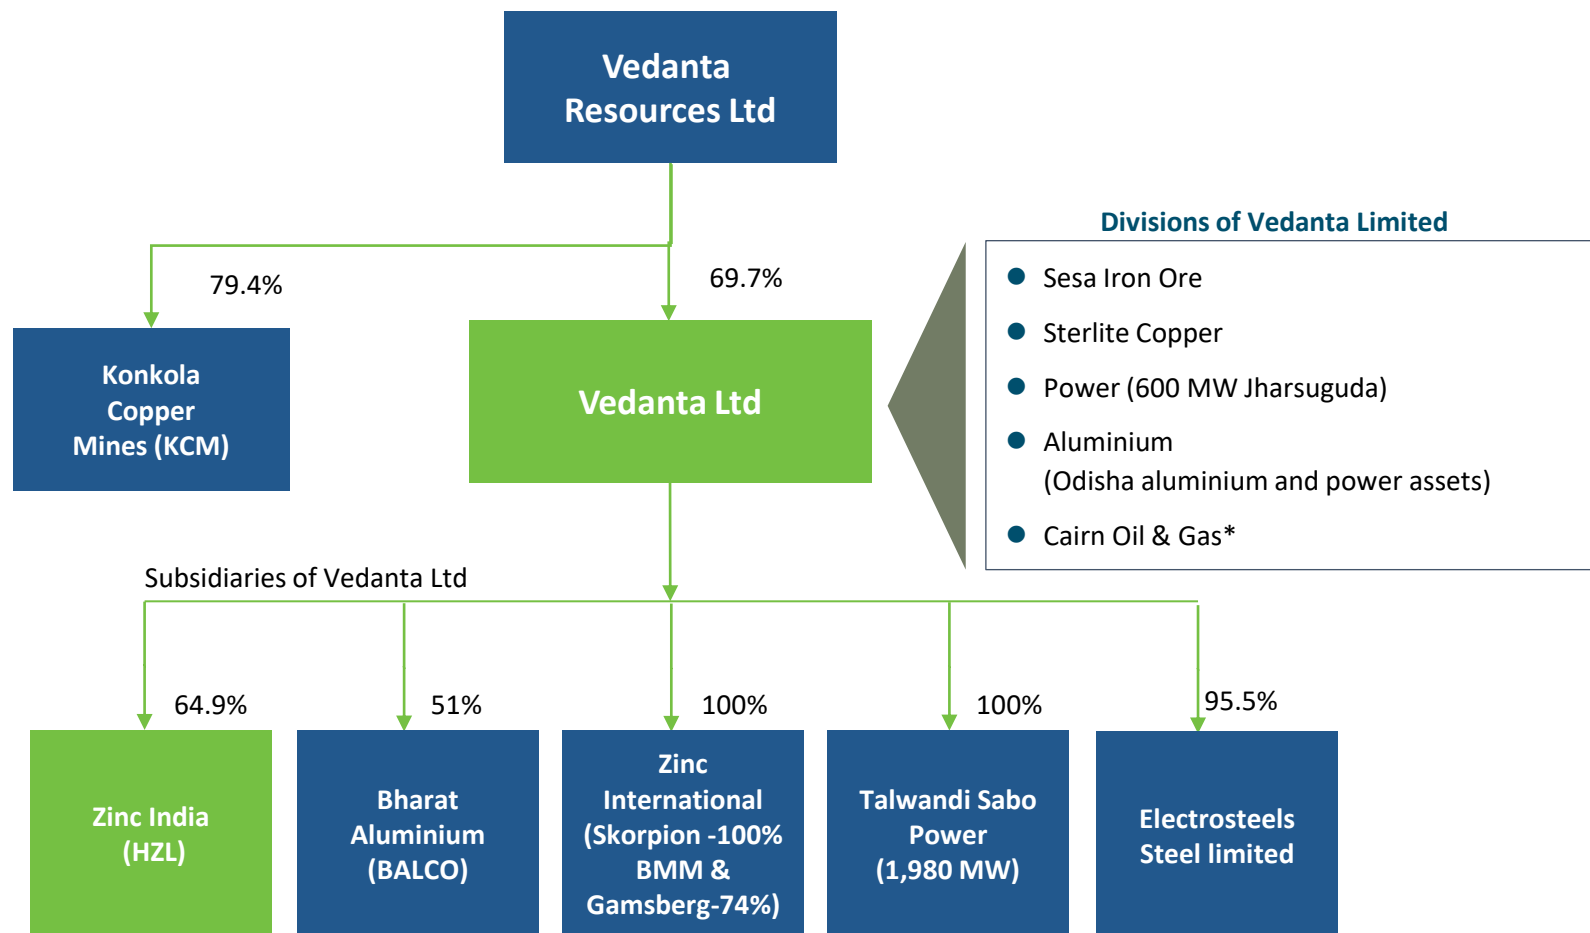 Vedanta
Resources Ltd
Divisions of Vedanta Limited
79.4%
69.7%
Sesa Iron Ore
Sterlite Copper
Power (600 MW Jharsuguda)
Aluminium
(Odisha aluminium and power assets)
Cairn Oil & Gas*
Konkola
Copper
Mines (KCM)
Vedanta Ltd
Subsidiaries of Vedanta Ltd
64.9%
51%
100%
100%
95.5%
Zinc India
(HZL)
Bharat
Aluminium
(BALCO)
Zinc
International
(Skorpion -100%
BMM &
Gamsberg-74%)
Talwandi Sabo
Power
(1,980 MW)
Electrosteels
Steel limited